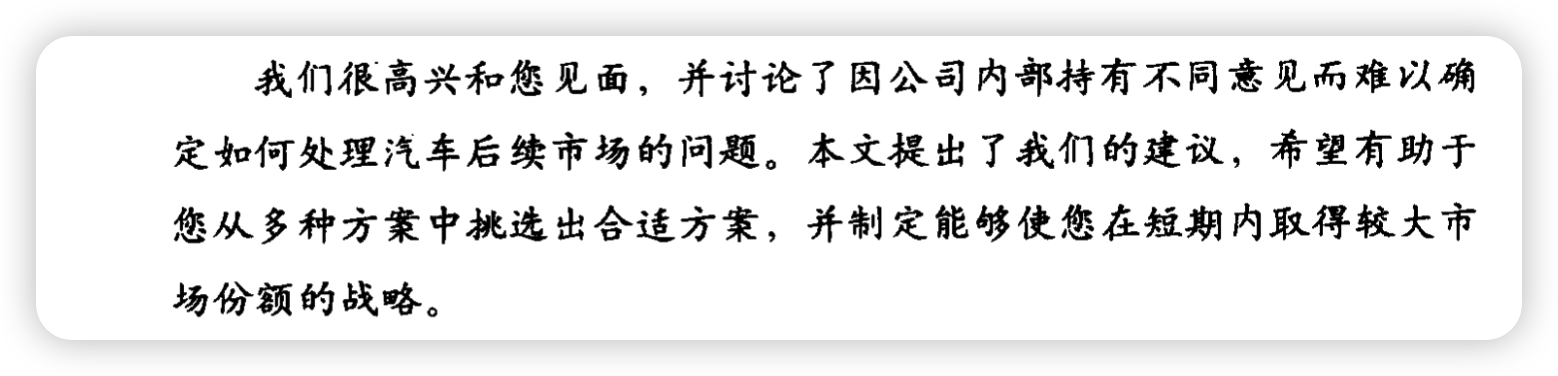 我们很高兴和您见面，并讨论了因公司内部持有不同意见而难以确
定如何处理汽车后续市场的问题。本文提出了我们的建议，希望有助于
您从多种方案中挑选出合适方案，并制定能够使您在短期内取得较大市
场份额的战略。